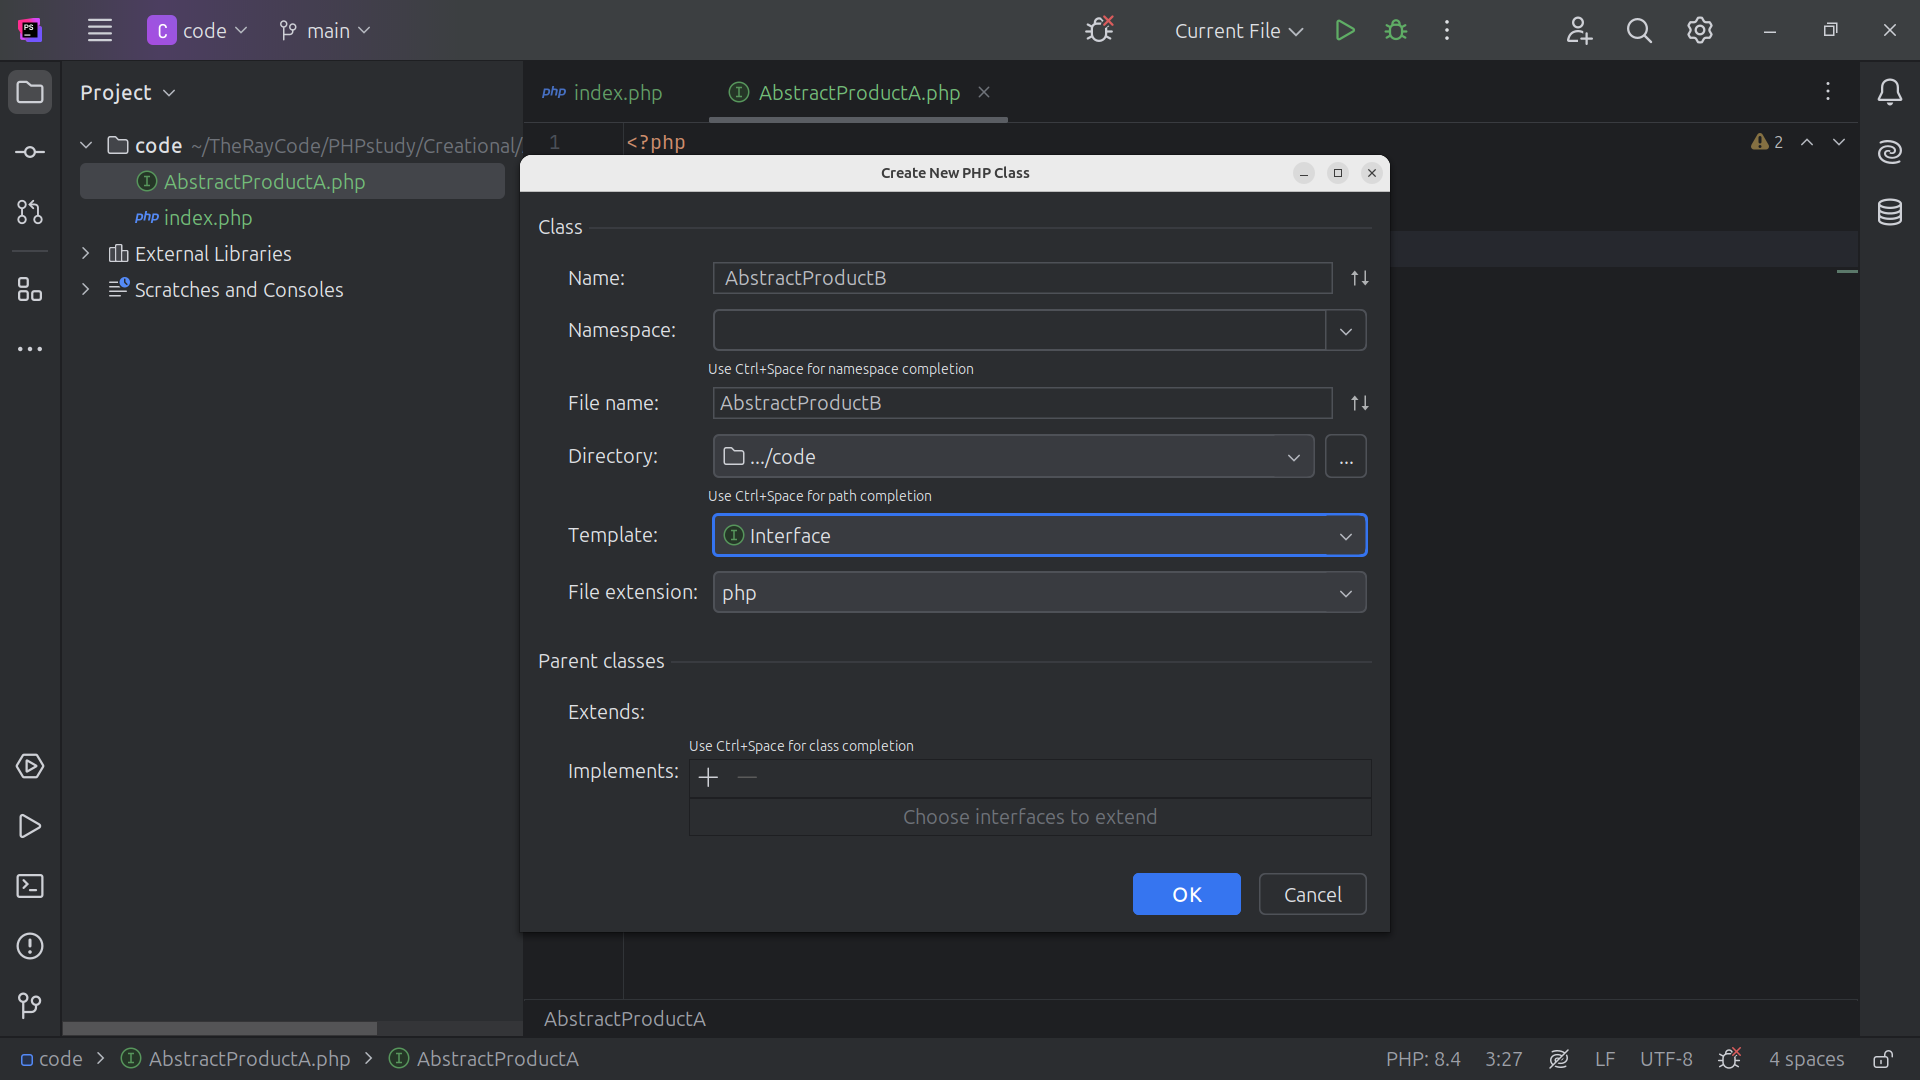 PS
C code
main
Current File
Project
index.php
php
AbstractProductA.php
code ~/TheRayCode/PHPstudy/Creational/
1
<?php
2
AbstractProductA.php
php index.php
External Libraries
Scratches and Consoles
Create New PHP Class
Class
Name: AbstractProductB
Namespace:
Use Ctrl+Space for namespace completion
File name: AbstractProductB
Directory: .../code ...
Use Ctrl+Space for path completion
Template: I Interface
File extension: php
Parent classes
Extends:
Use Ctrl+Space for class completion
Implements:
Choose interfaces to extend
OK Cancel
AbstractProductA
code > AbstractProductA.php > AbstractProductA
PHP: 8.4 3:27 LF UTF-8 4 spaces